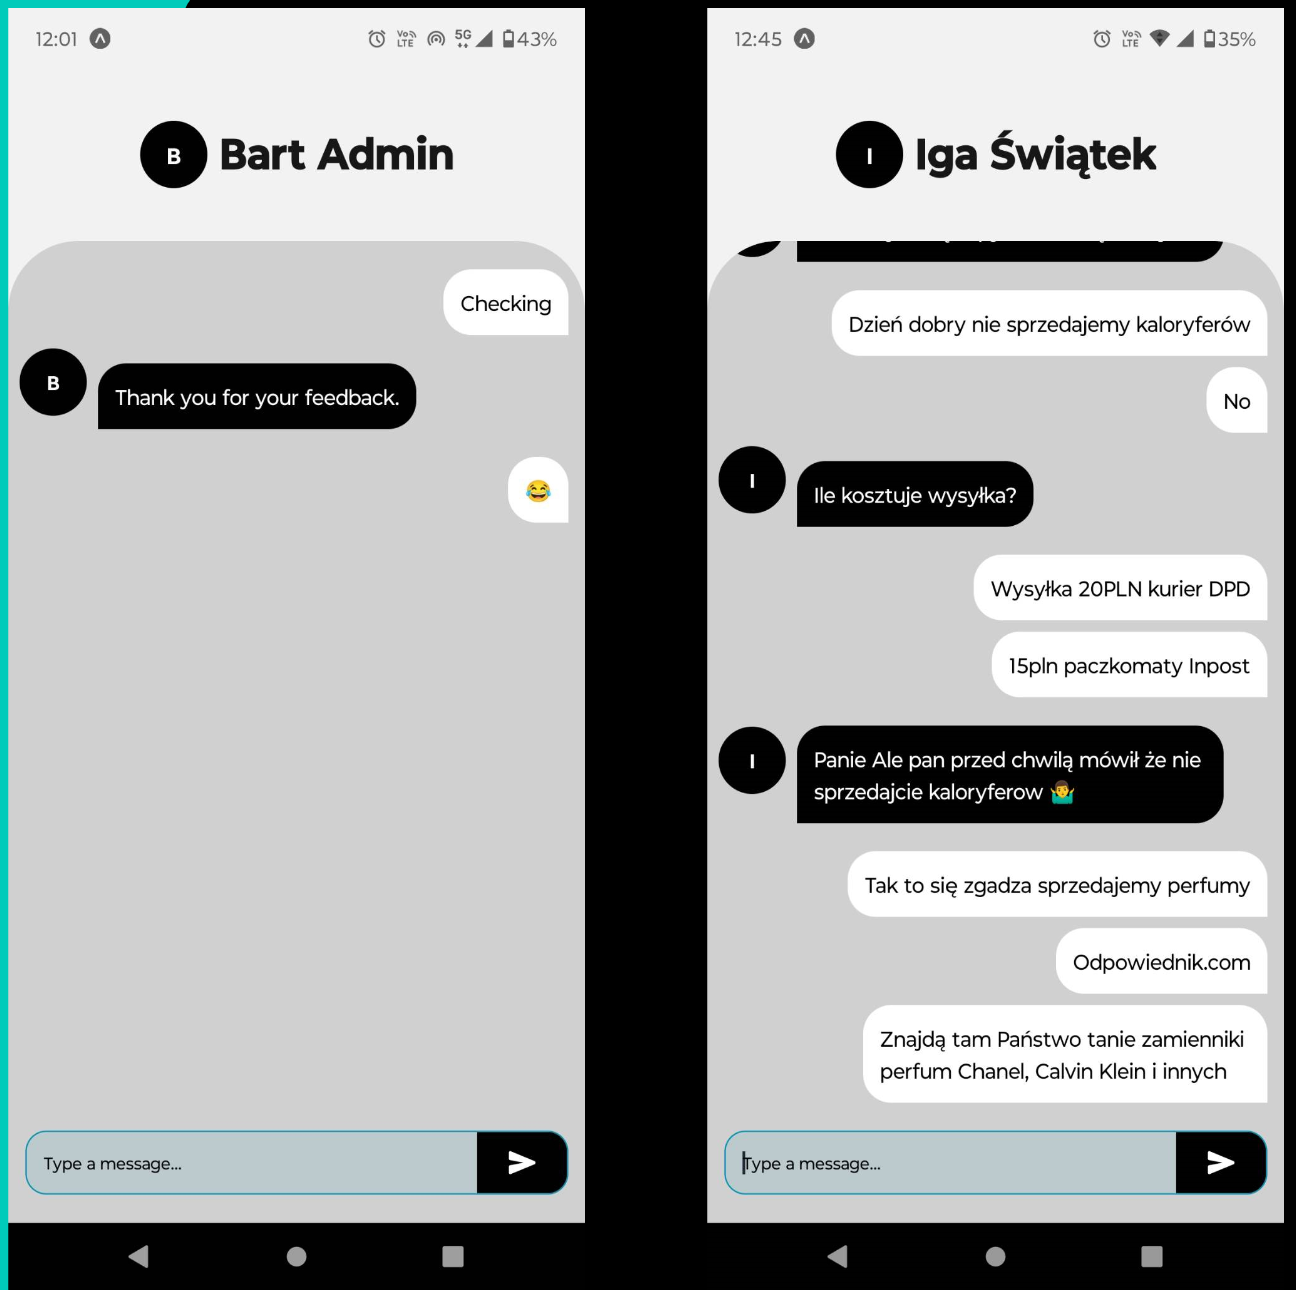 12:01
VoLTE 5G 43%
B Bart Admin
Checking
B
Thank you for your feedback.
😂
Type a message...
12:45
VoLTE 35%
I Iga Świątek
Dzień dobry nie sprzedajemy kaloryferów
No
I
Ile kosztuje wysyłka?
Wysyłka 20PLN kurier DPD
15pln paczkomaty Inpost
I
Panie Ale pan przed chwilą mówił że nie
sprzedajcie kaloryferow 🤷‍♂️
Tak to się zgadza sprzedajemy perfumy
Odpowiednik.com
Znajdą tam Państwo tanie zamienniki
perfum Chanel, Calvin Klein i innych
Type a message...